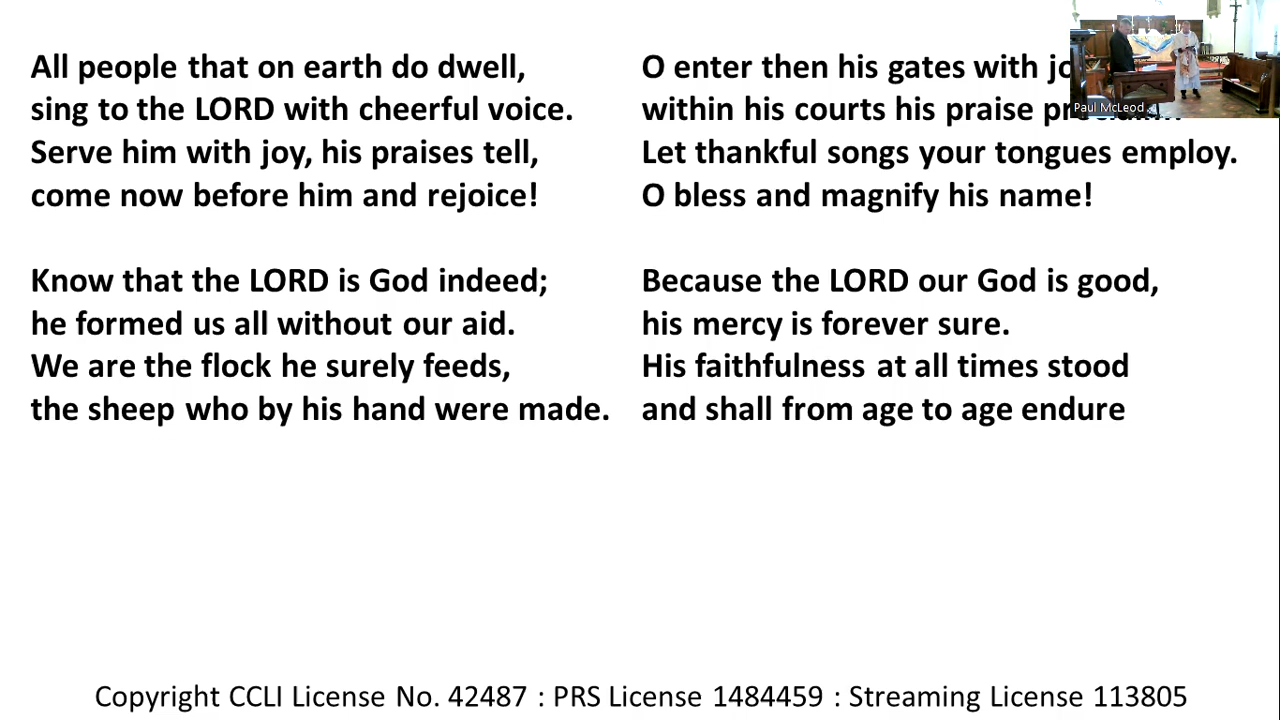 All people that on earth do dwell,
sing to the LORD with cheerful voice.
Serve him with joy, his praises tell,
come now before him and rejoice!
Know that the LORD is God indeed;
he formed us all without our aid.
We are the flock he surely feeds,
the sheep who by his hand were made.
O enter then his gates with
within his courts his praise
Let thankful songs your tongues employ.
O bless and magnify his name!
Because the LORD our God is good,
his mercy is forever sure.
His faithfulness at all times stood
and shall from age to age endure
Paul McLeod
Copyright CCLI License No. 42487 : PRS License 1484459 : Streaming License 113805